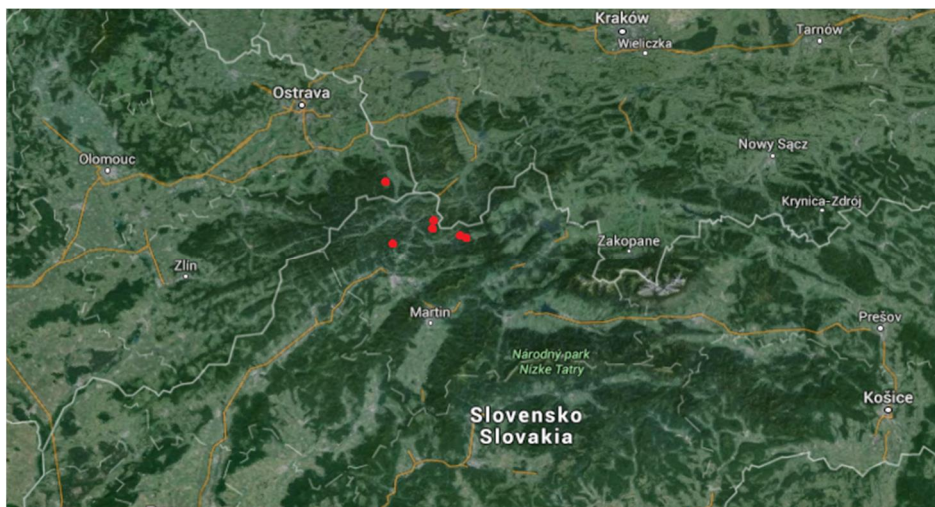 Kraków
Wieliczka
Tarnów
Ostrava
Olomouc
Nowy Sącz
Krynica-Zdrój
Zakopane
Zlín
Martin
Prešov
Národný park
Nízke Tatry
Košice
Slovensko
Slovakia